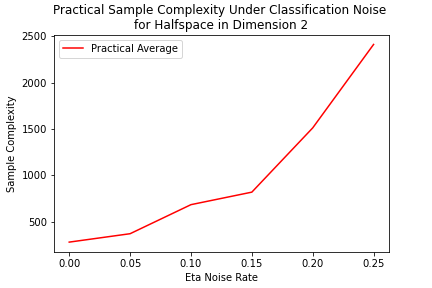 Practical Sample Complexity Under Classification Noise
for Halfspace in Dimension 2
Practical Average
Sample Complexity
2500
2000
1500
1000
500
0.00 0.05 0.10 0.15 0.20 0.25
Eta Noise Rate